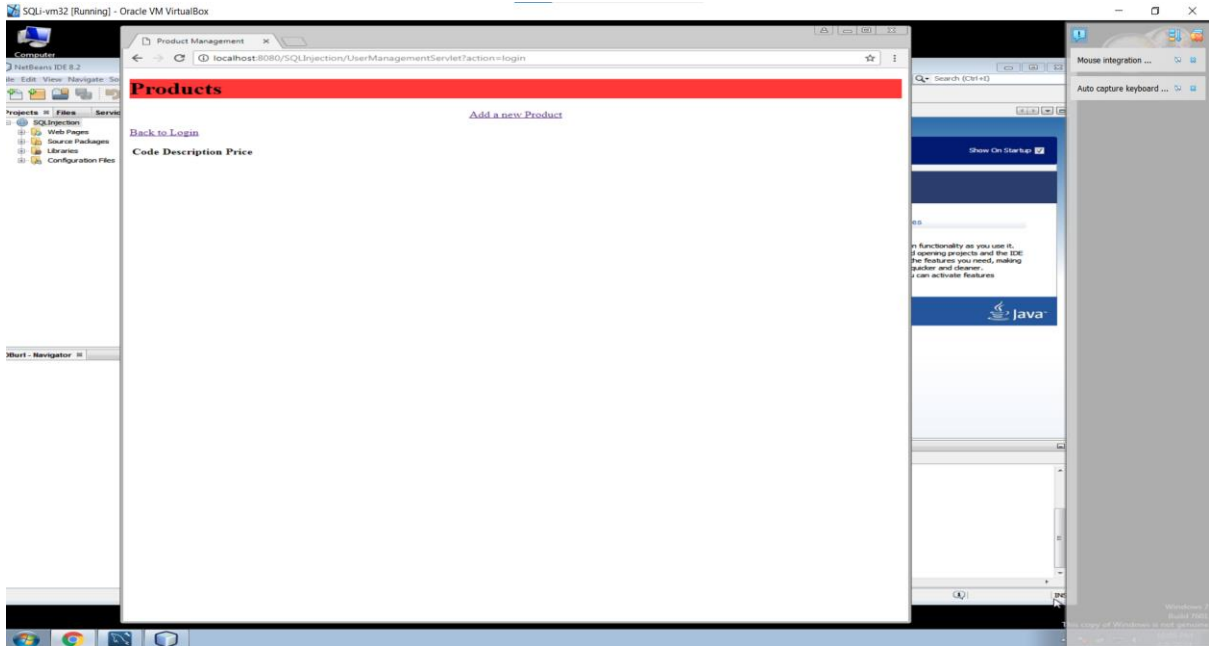 SQLi-vm32 [Running] - Oracle VM VirtualBox
Computer
Product Management
localhost:8080/SQLInjection/UserManagementServlet?action=login
NetBeans IDE 8.2
Edit View Navigate
Search (Ctrl+I)
Mouse integration ...
Auto capture keyboard ...
Products
Add a new Product
Back to Login
Code Description Price
Projects Files
SQLInjection
Web Pages
Source Packages
Libraries
Configuration Files
Show On Startup
functionality as you use it.
opening projects and the IDE
the features you need, making
quicker and cleaner.
can activate features
Java
- Navigator
Windows 7
This copy of Windows is not genuine